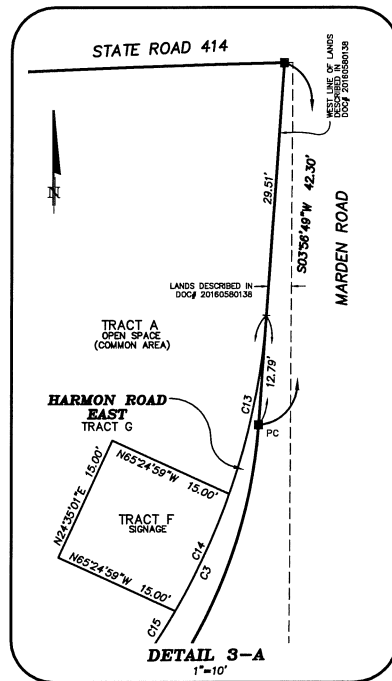 STATE ROAD 414
WEST LINE OF LANDS
DESCRIBED IN
DOC# 20160580138
29.51'
S03°56'49"W 42.30'
MARDEN ROAD
N
LANDS DESCRIBED IN
DOC# 20160580138
TRACT A
OPEN SPACE
(COMMON AREA)
12.79'
C13
HARMON ROAD
EAST
TRACT G
PC
N65°24'59"W 15.00'
N24°35'01"E 15.00'
TRACT F
SIGNAGE
C14
C3
N65°24'59"W 15.00'
C15
DETAIL 3-A
1"=10'